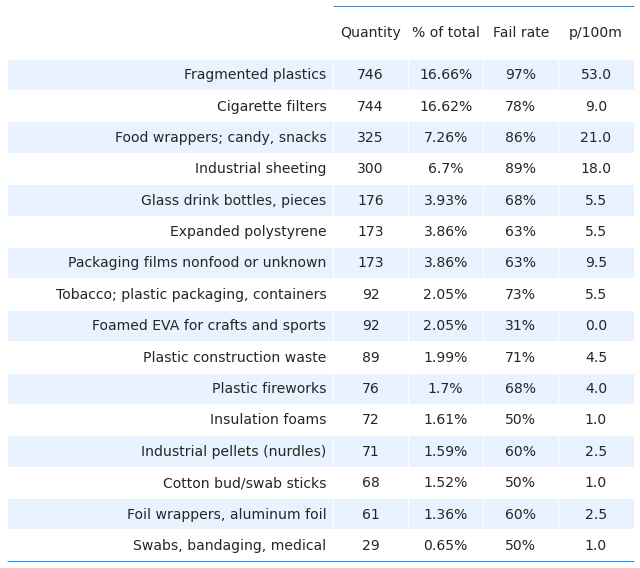 Quantity % of total Fail rate p/100m
Fragmented plastics 746 16.66% 97% 53.0
Cigarette filters 744 16.62% 78% 9.0
Food wrappers; candy, snacks 325 7.26% 86% 21.0
Industrial sheeting 300 6.7% 89% 18.0
Glass drink bottles, pieces 176 3.93% 68% 5.5
Expanded polystyrene 173 3.86% 63% 5.5
Packaging films nonfood or unknown 173 3.86% 63% 9.5
Tobacco; plastic packaging, containers 92 2.05% 73% 5.5
Foamed EVA for crafts and sports 92 2.05% 31% 0.0
Plastic construction waste 89 1.99% 71% 4.5
Plastic fireworks 76 1.7% 68% 4.0
Insulation foams 72 1.61% 50% 1.0
Industrial pellets (nurdles) 71 1.59% 60% 2.5
Cotton bud/swab sticks 68 1.52% 50% 1.0
Foil wrappers, aluminum foil 61 1.36% 60% 2.5
Swabs, bandaging, medical 29 0.65% 50% 1.0